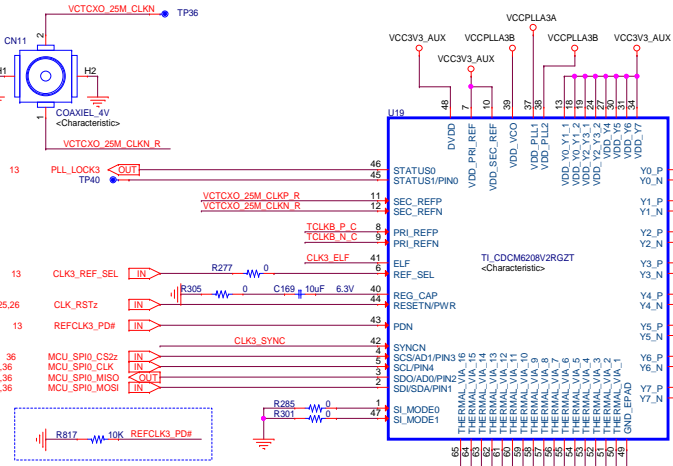 VCTCXO_25M_CLKN
TP36
CN11
2
H1
H2
1
COAXIEL_4V
<Characteristic>
VCTCXO_25M_CLKN_R
VCCPLLA3A
VCC3V3_AUX
VCCPLLA3B
VCCPLLA3B
VCC3V3_AUX
VCC3V3_AUX
48
7
10
39
37
38
13
18
19
24
27
30
31
34
U19
DVDD
VDD_PRI_REF
VDD_SEC_REF
VDD_VCO
VDD_PLL1
VDD_PLL2
VDD_Y0_Y1_1
VDD_Y0_Y1_2
VDD_Y2_Y3_1
VDD_Y2_Y3_2
VDD_Y4
VDD_Y5
VDD_Y6
VDD_Y7
13 PLL_LOCK3 OUT 46 STATUS0
TP40 45 STATUS1/PIN0
VCTCXO_25M_CLKP_R 11 SEC_REFP
VCTCXO_25M_CLKN_R 12 SEC_REFN
TCLKB_P_C 8 PRI_REFP
TCLKB_N_C 9 PRI_REFN
CLK3_ELF 41 ELF
13 CLK3_REF_SEL IN R277 0 6 REF_SEL
R305 0 C169 10uF 6.3V 40 REG_CAP
25,26 CLK_RSTz IN 44 RESETN/PWR
13 REFCLK3_PD# IN 43 PDN
CLK3_SYNC 42 SYNCN
36 MCU_SPI0_CS2z IN 4 SCS/AD1/PIN3
,36 MCU_SPI0_CLK IN 5 SCL/PIN4
,36 MCU_SPI0_MISO OUT 3 SDO/AD0/PIN2
,36 MCU_SPI0_MOSI IN 2 SDI/SDA/PIN1
R285 0 1 SI_MODE0
R301 0 47 SI_MODE1
R817 10K REFCLK3_PD#
TI_CDCM6208V2RGZT
<Characteristic>
Y0_P
Y0_N
Y1_P
Y1_N
Y2_P
Y2_N
Y3_P
Y3_N
Y4_P
Y4_N
Y5_P
Y5_N
Y6_P
Y6_N
Y7_P
Y7_N
THERMAL_VIA_16
THERMAL_VIA_15
THERMAL_VIA_14
THERMAL_VIA_13
THERMAL_VIA_12
THERMAL_VIA_11
THERMAL_VIA_10
THERMAL_VIA_9
THERMAL_VIA_8
THERMAL_VIA_7
THERMAL_VIA_6
THERMAL_VIA_5
THERMAL_VIA_4
THERMAL_VIA_3
THERMAL_VIA_2
THERMAL_VIA_1
GND_EPAD
65
64
63
62
61
60
59
58
57
56
55
54
53
52
51
50
49